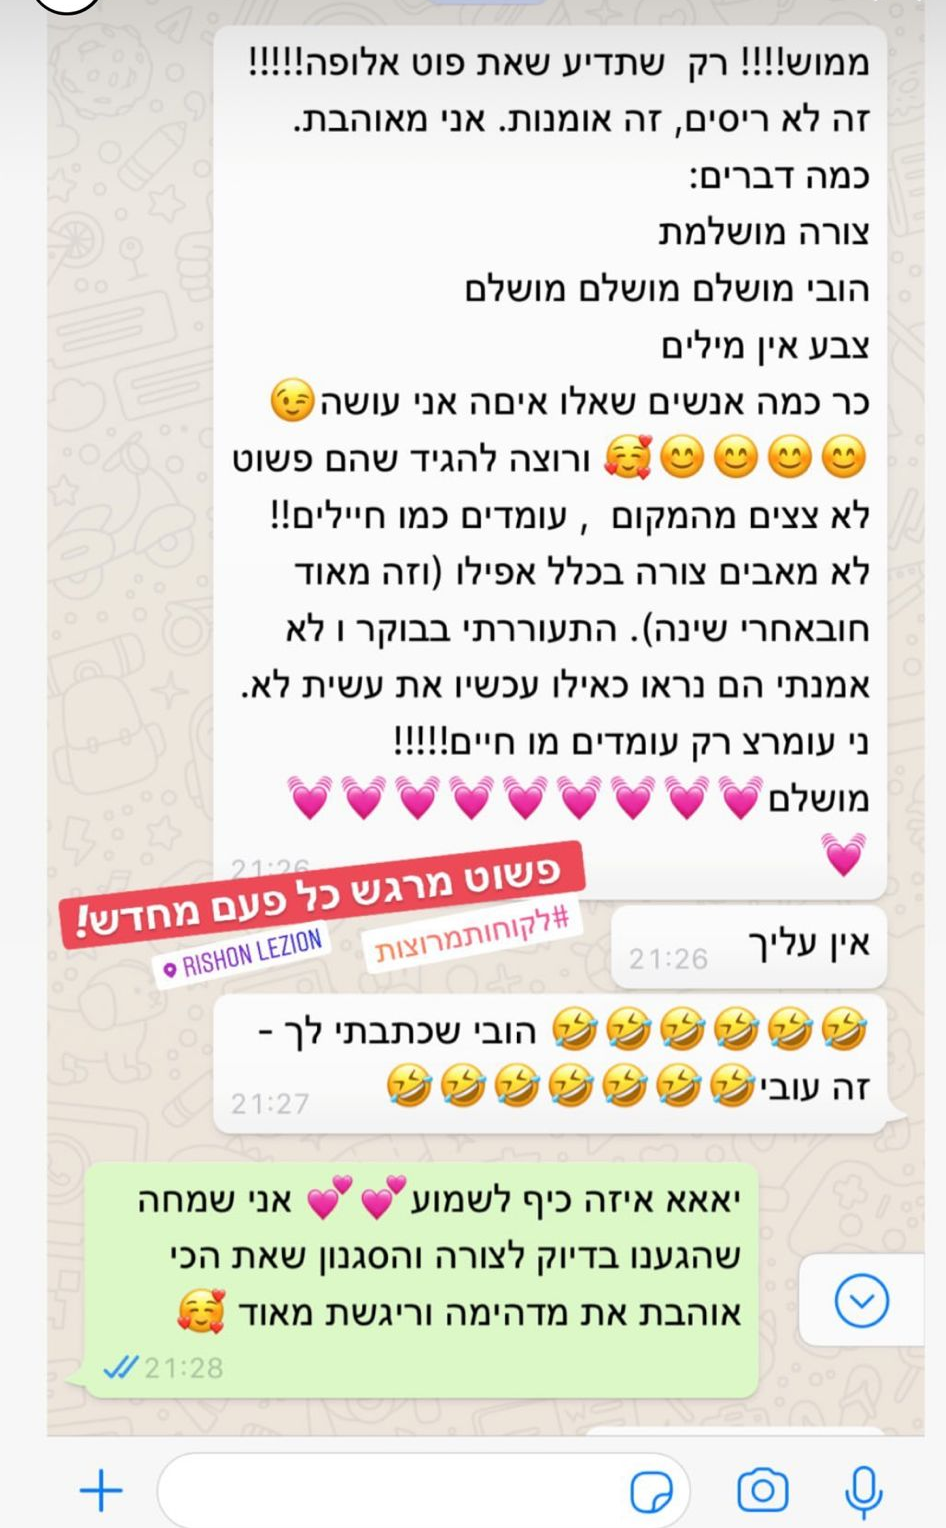 ממוש!!!! רק שתדיע שאת פוט אלופה!!!!!
זה לא ריסים, זה אומנות. אני מאוהבת.
כמה דברים:
צורה מושלמת
הובי מושלם מושלם מושלם
צבע אין מילים
כר כמה אנשים שאלו איםה אני עושה😉
😊😊😊😊🥰 ורוצה להגיד שהם פשוט
לא צצים מהמקום , עומדים כמו חיילים!!
לא מאבים צורה בכלל אפילו (וזה מאוד
חובאחרי שינה). התעוררתי בבוקר ו לא
אמנתי הם נראו כאילו עכשיו את עשית לא.
ני עומרצ רק עומדים מו חיים!!!!!
מושלם💓💓💓💓💓💓💓💓💓
💓
21:26
פשוט מרגש כל פעם מחדש!
#לקוחותמרוצות
RISHON LEZION
אין עליך
21:26
🤣🤣🤣🤣🤣🤣 הובי שכתבתי לך -
זה עובי🤣🤣🤣🤣🤣🤣🤣
21:27
יאאא איזה כיף לשמוע💕💕 אני שמחה
שהגענו בדיוק לצורה והסגנון שאת הכי
אוהבת את מדהימה וריגשת מאוד 🥰
21:28